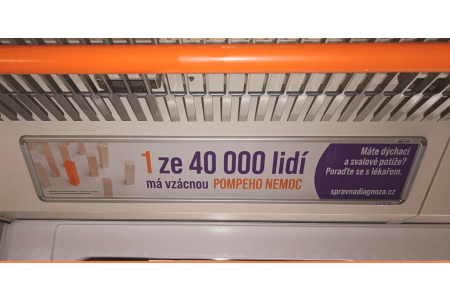 1 ze 40 000 lidí
má vzácnou POMPEHO NEMOC
Máte dýchací
a svalové potíže?
Poraďte se s lékařem.
spravnadiagnoza.cz